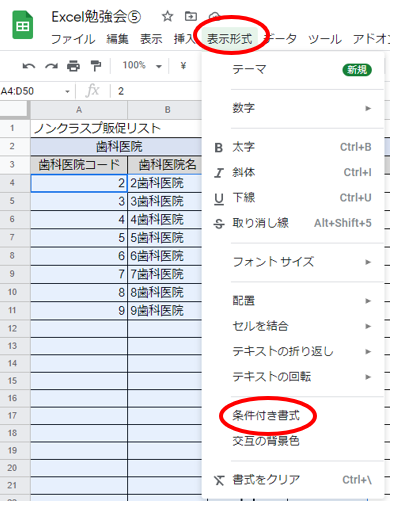 Excel勉強会⑤
ファイル 編集 表示 挿入 表示形式 データ ツール アドオ
100% ¥
A4:D50 fx 2
A B
1 ノンクラスプ販促リスト
2 歯科医院
3 歯科医院コード 歯科医院名
4 2 2歯科医院
5 3 3歯科医院
6 4 4歯科医院
7 5 5歯科医院
8 6 6歯科医院
9 7 7歯科医院
10 8 8歯科医院
11 9 9歯科医院
12
13
14
15
16
17
18
19
20
21
テーマ 新規
数字
B 太字 Ctrl+B
I 斜体 Ctrl+I
U 下線 Ctrl+U
S 取り消し線 Alt+Shift+5
フォントサイズ
配置
セルを結合
テキストの折り返し
テキストの回転
条件付き書式
交互の背景色
書式をクリア Ctrl+\